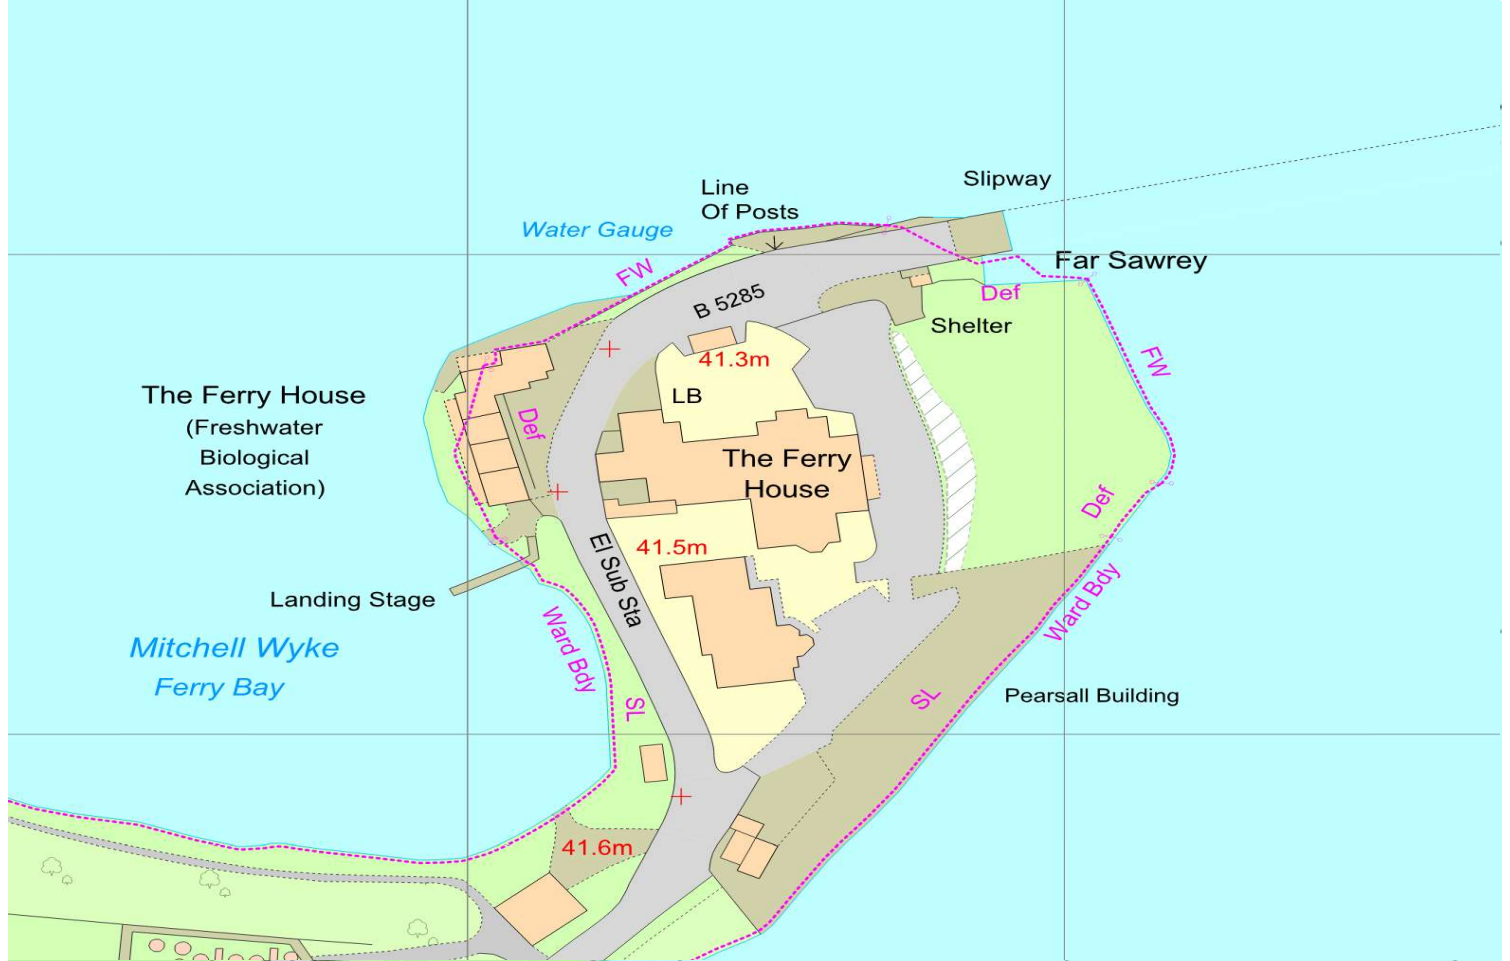 Slipway
Line
Of Posts
Water Gauge
Far Sawrey
FW
Def
B 5285
Shelter
FW
41.3m
The Ferry House
(Freshwater
Biological
Association)
LB
Def
The Ferry
House
Def
41.5m
El Sub Sta
Landing Stage
Ward Bdy
Ward Bdy
Mitchell Wyke
Ferry Bay
SL
SL
Pearsall Building
41.6m